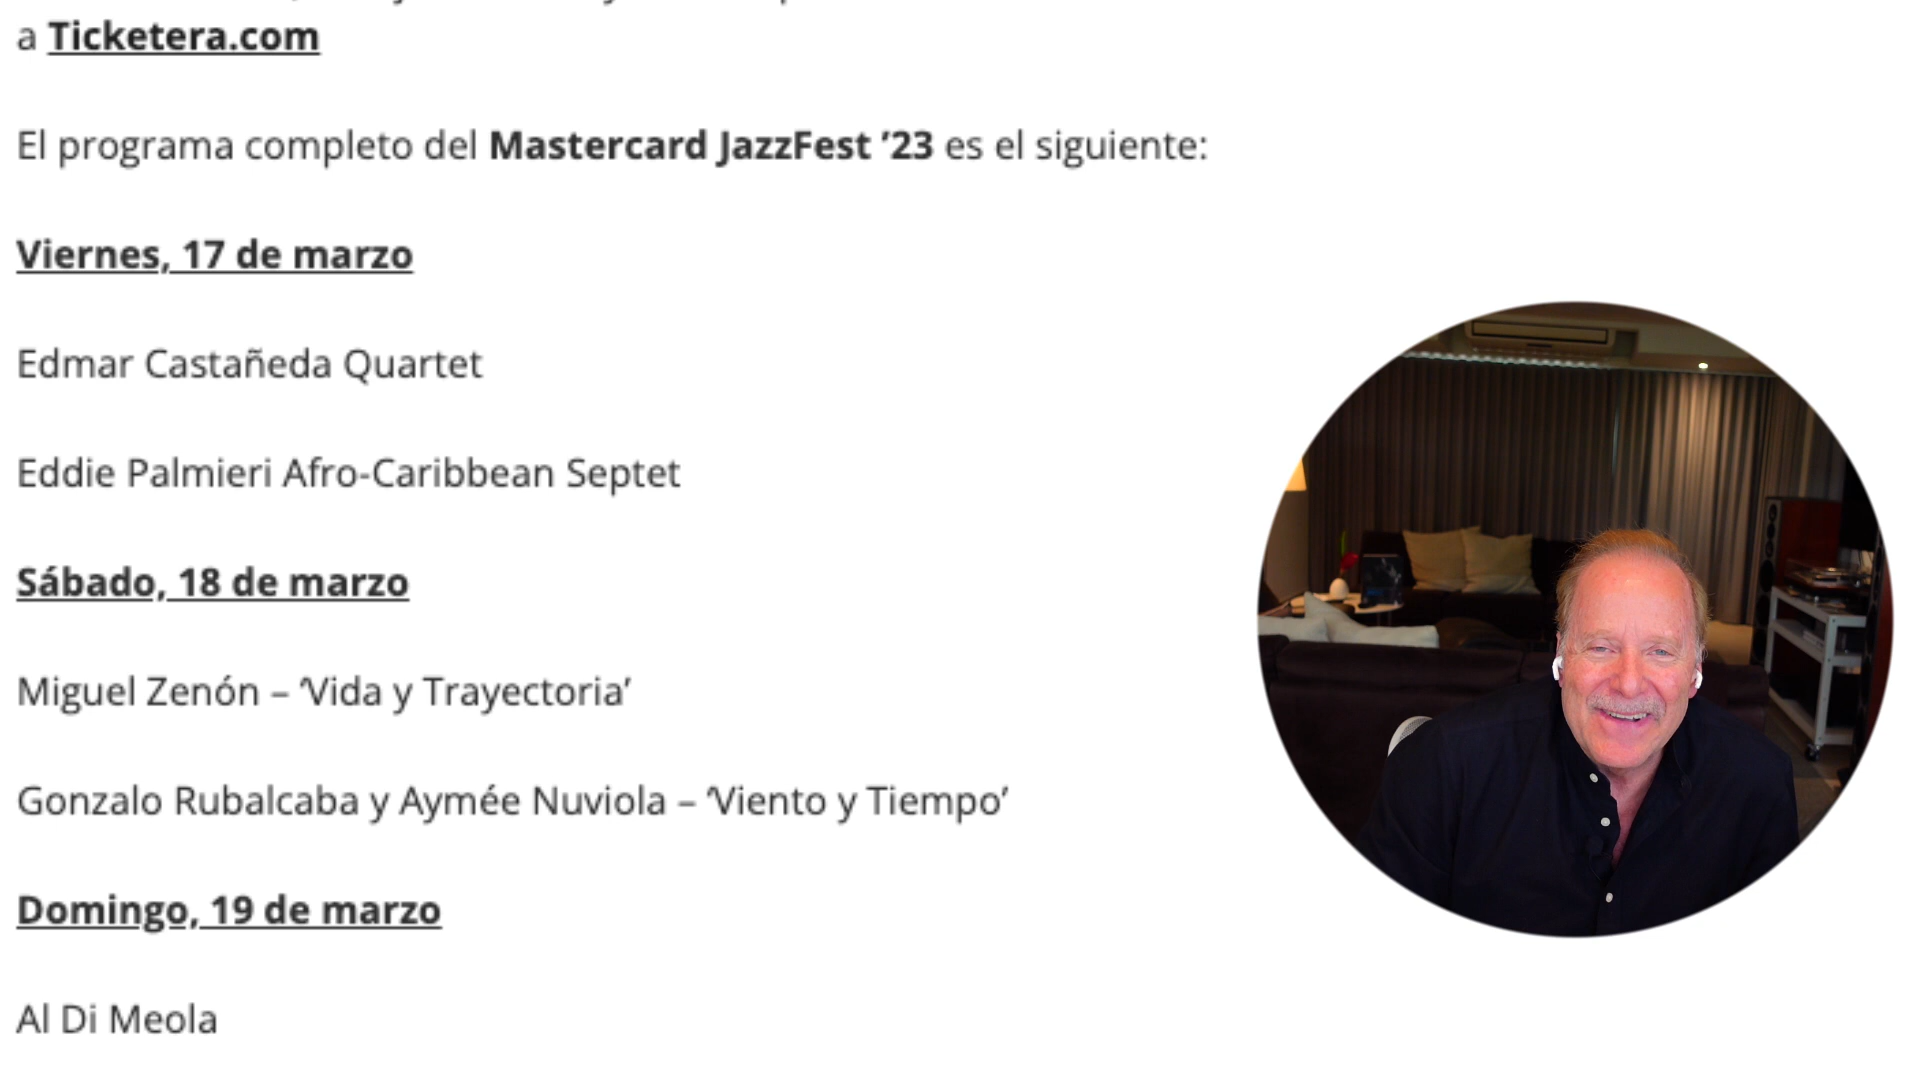 a Ticketera.com
El programa completo del Mastercard JazzFest ’23 es el siguiente:
Viernes, 17 de marzo
Edmar Castañeda Quartet
Eddie Palmieri Afro-Caribbean Septet
Sábado, 18 de marzo
Miguel Zenón – ‘Vida y Trayectoria’
Gonzalo Rubalcaba y Aymée Nuviola – ‘Viento y Tiempo’
Domingo, 19 de marzo
Al Di Meola